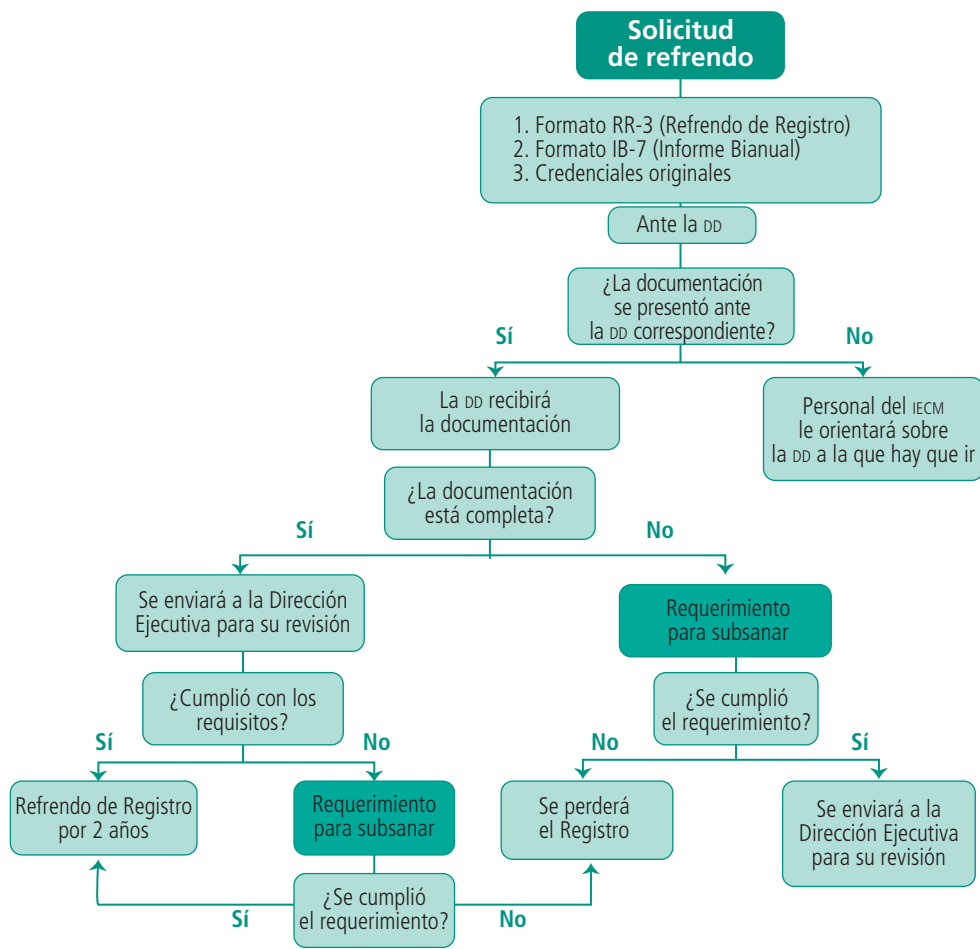 Solicitud
de refrendo
1. Formato RR-3 (Refrendo de Registro)
2. Formato IB-7 (Informe Bianual)
3. Credenciales originales
Ante la DD
¿La documentación
se presentó ante
la DD correspondiente?
Sí
No
La DD recibirá
la documentación
Personal del IECM
le orientará sobre
la DD a la que hay que ir
¿La documentación
está completa?
Sí
No
Se enviará a la Dirección
Ejecutiva para su revisión
Requerimiento
para subsanar
¿Cumplió con los
requisitos?
¿Se cumplió
el requerimiento?
Sí
No
No
Sí
Refrendo de Registro
por 2 años
Requerimiento
para subsanar
Se perderá
el Registro
Se enviará a la
Dirección Ejecutiva
para su revisión
¿Se cumplió
el requerimiento?
Sí
No